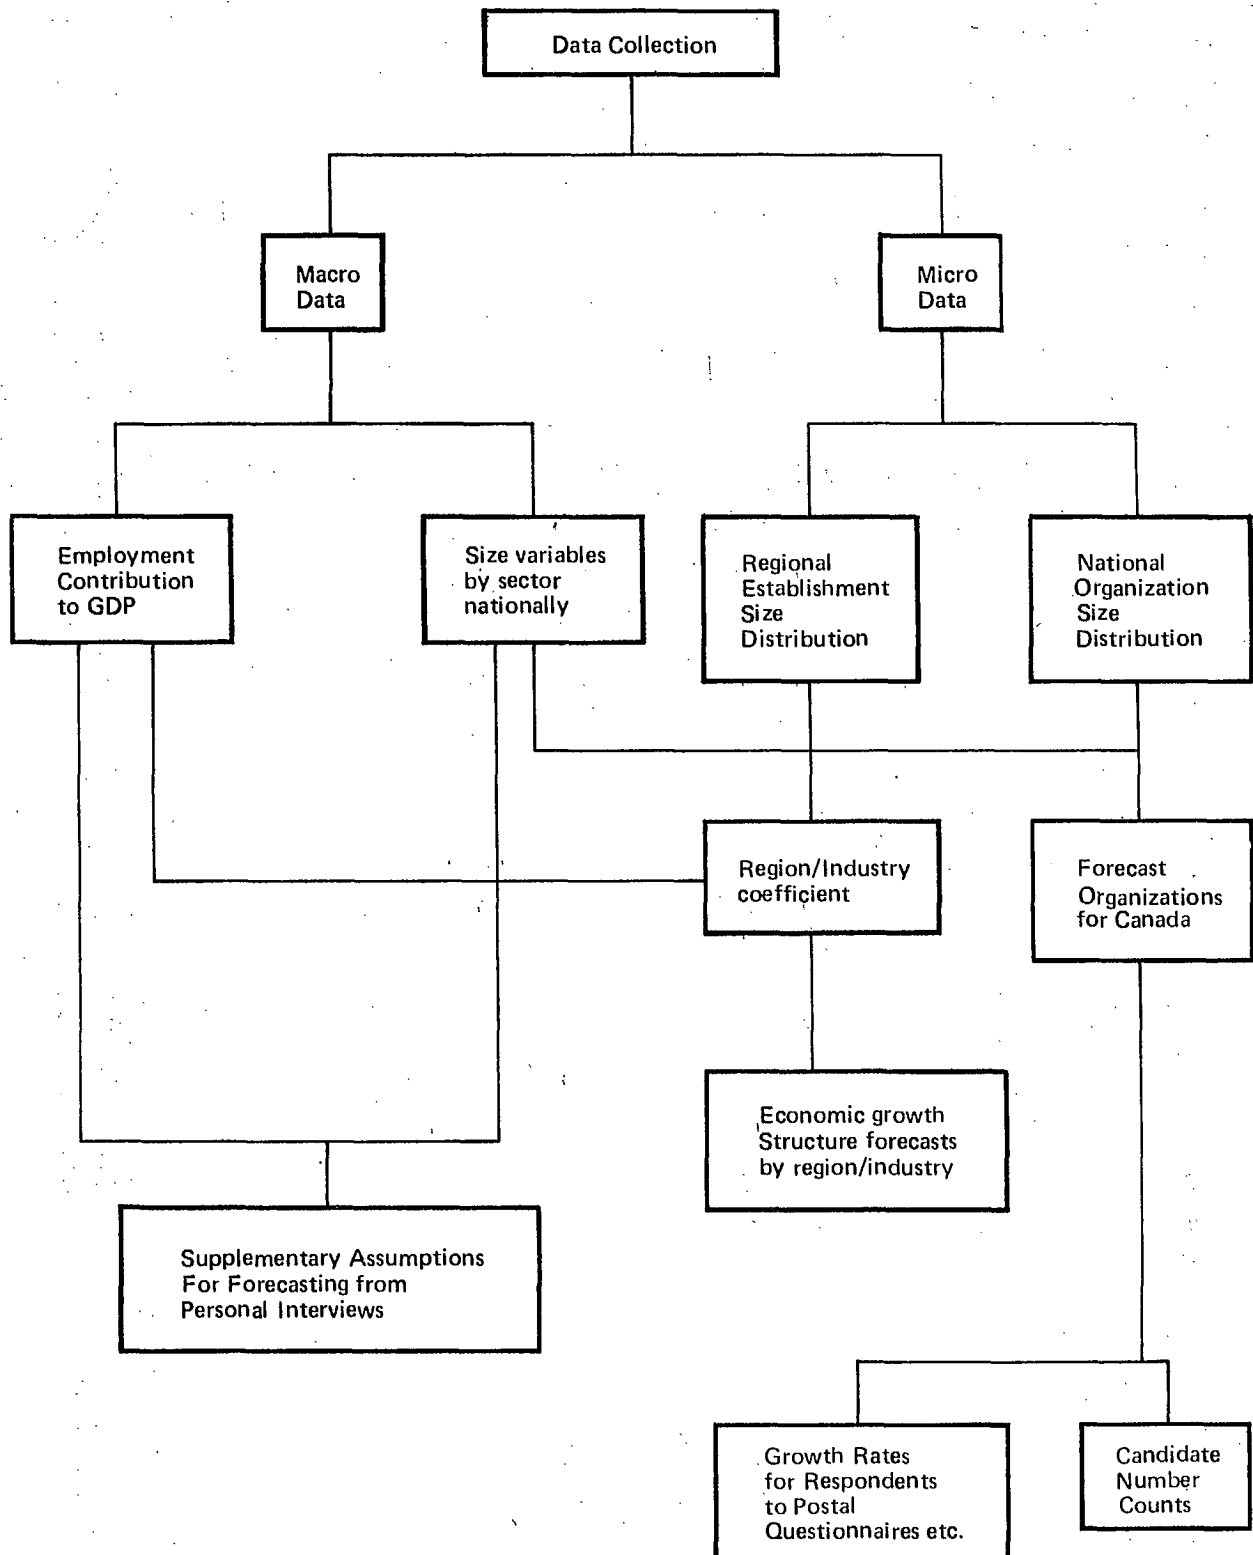 Data Collection
Macro
Data
Micro
Data
Employment
Contribution
to GDP
Size variables
by sector
nationally
Regional
Establishment
Size
Distribution
National
Organization
Size
Distribution
Region/Industry
coefficient
Forecast
Organizations
for Canada
Economic growth
Structure forecasts
by region/industry
Supplementary Assumptions
For Forecasting from
Personal Interviews
Growth Rates
for Respondents
to Postal
Questionnaires etc.
Candidate
Number
Counts